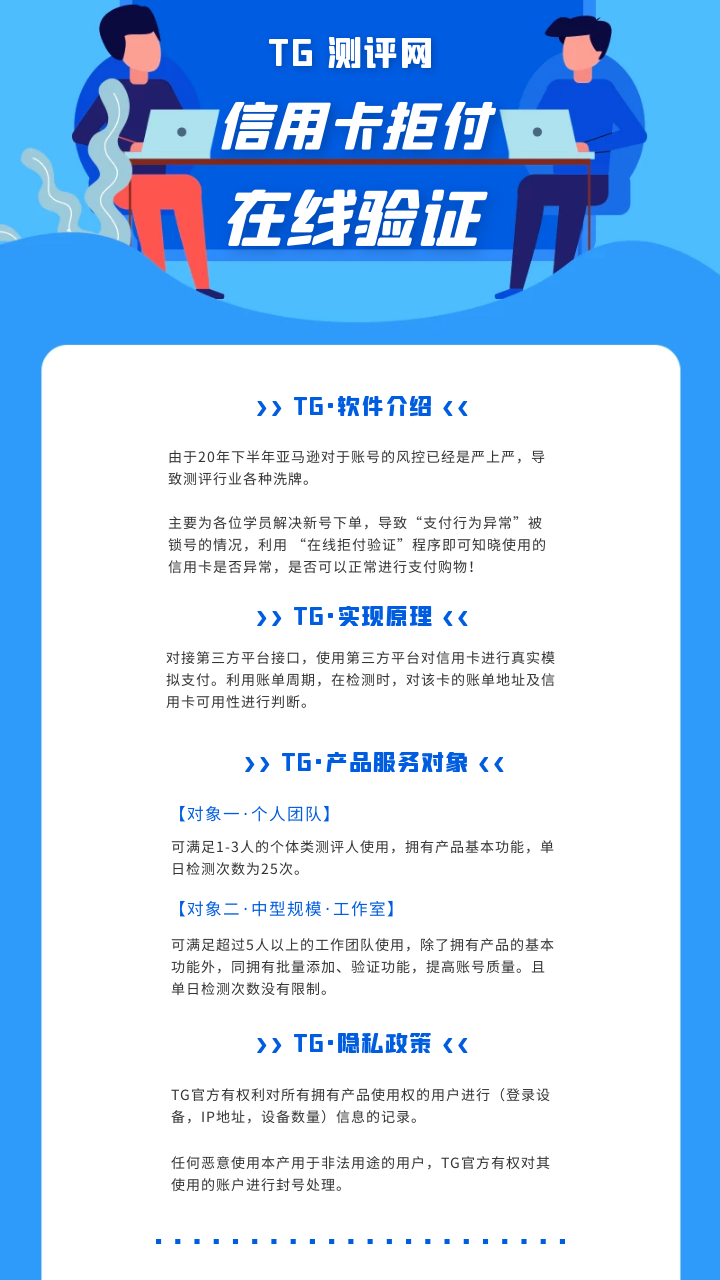 TG 测评网
信用卡拒付
在线验证
›› TG·软件介绍 ‹‹
由于20年下半年亚马逊对于账号的风控已经是严上严，导
致测评行业各种洗牌。
主要为各位学员解决新号下单，导致“支付行为异常”被
锁号的情况，利用 “在线拒付验证”程序即可知晓使用的
信用卡是否异常，是否可以正常进行支付购物！
›› TG·实现原理 ‹‹
对接第三方平台接口，使用第三方平台对信用卡进行真实模
拟支付。利用账单周期，在检测时，对该卡的账单地址及信
用卡可用性进行判断。
›› TG·产品服务对象 ‹‹
【对象一·个人团队】
可满足1-3人的个体类测评人使用，拥有产品基本功能，单
日检测次数为25次。
【对象二·中型规模·工作室】
可满足超过5人以上的工作团队使用，除了拥有产品的基本
功能外，同拥有批量添加、验证功能，提高账号质量。且
单日检测次数没有限制。
›› TG·隐私政策 ‹‹
TG官方有权利对所有拥有产品使用权的用户进行（登录设
备，IP地址，设备数量）信息的记录。
任何恶意使用本产用于非法用途的用户，TG官方有权对其
使用的账户进行封号处理。